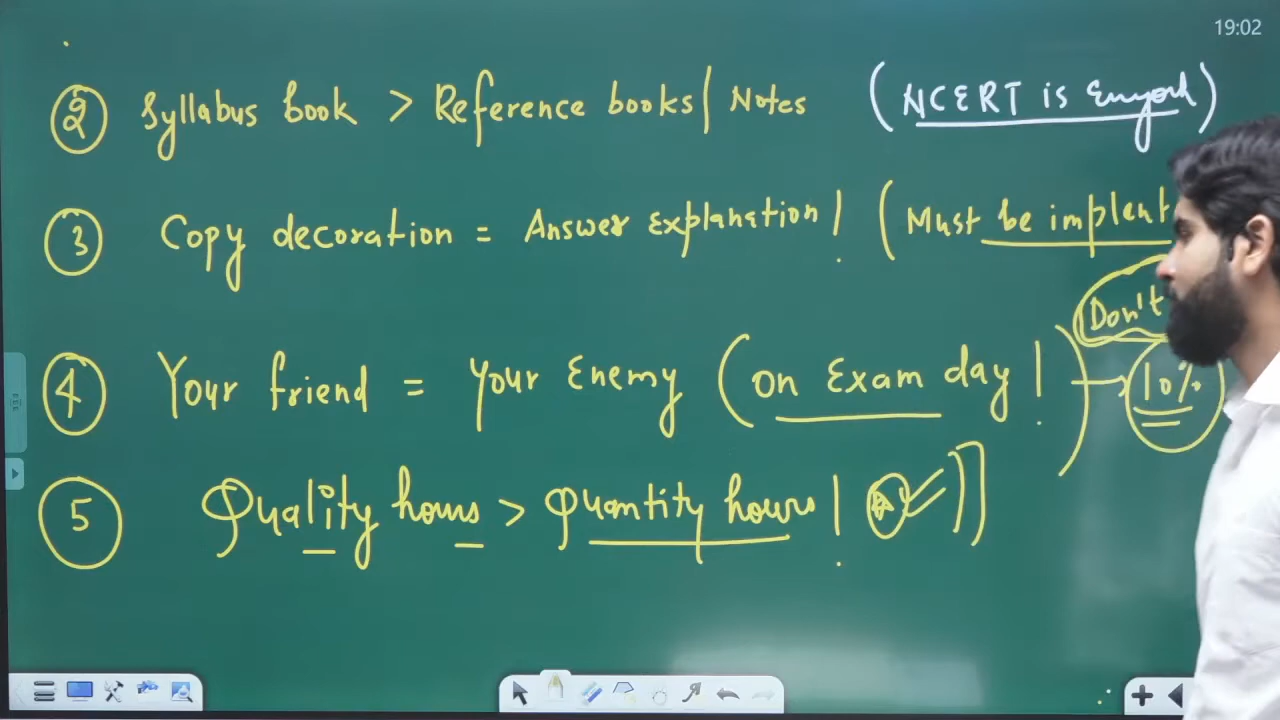 19:02
② Syllabus book > Reference books / Notes (NCERT is Enough)
③ Copy decoration = Answer Explanation! (Must be implent
Don't
④ Your friend = Your Enemy (on Exam day!) → 10%
⑤ Quality hours > Quantity hours!